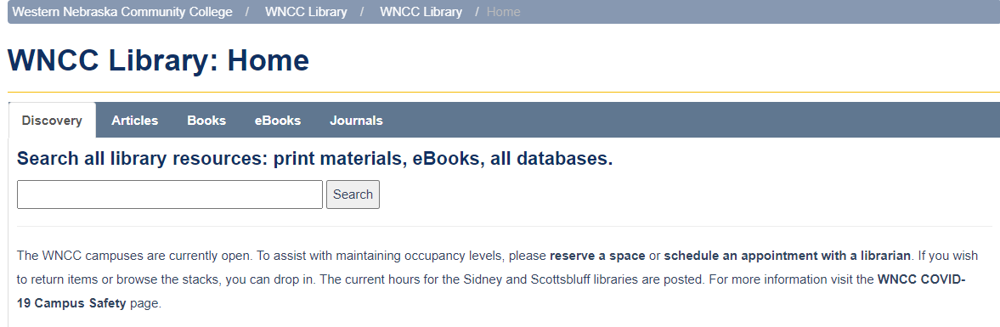 Western Nebraska Community College / WNCC Library / WNCC Library / Home
WNCC Library: Home
Discovery Articles Books eBooks Journals
Search all library resources: print materials, eBooks, all databases.
Search
The WNCC campuses are currently open. To assist with maintaining occupancy levels, please reserve a space or schedule an appointment with a librarian. If you wish
to return items or browse the stacks, you can drop in. The current hours for the Sidney and Scottsbluff libraries are posted. For more information visit the WNCC COVID-
19 Campus Safety page.